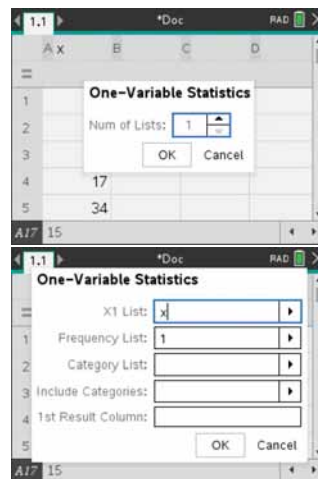 1.1 *Doc RAD
A x B C D
=
1
2
3
4 17
5 34
One-Variable Statistics
Num of Lists: 1
OK Cancel
A17 15
1.1 *Doc RAD
One-Variable Statistics
X1 List: x
Frequency List: 1
Category List:
Include Categories:
1st Result Column:
OK Cancel
=
1
2
3
4
5
A17 15